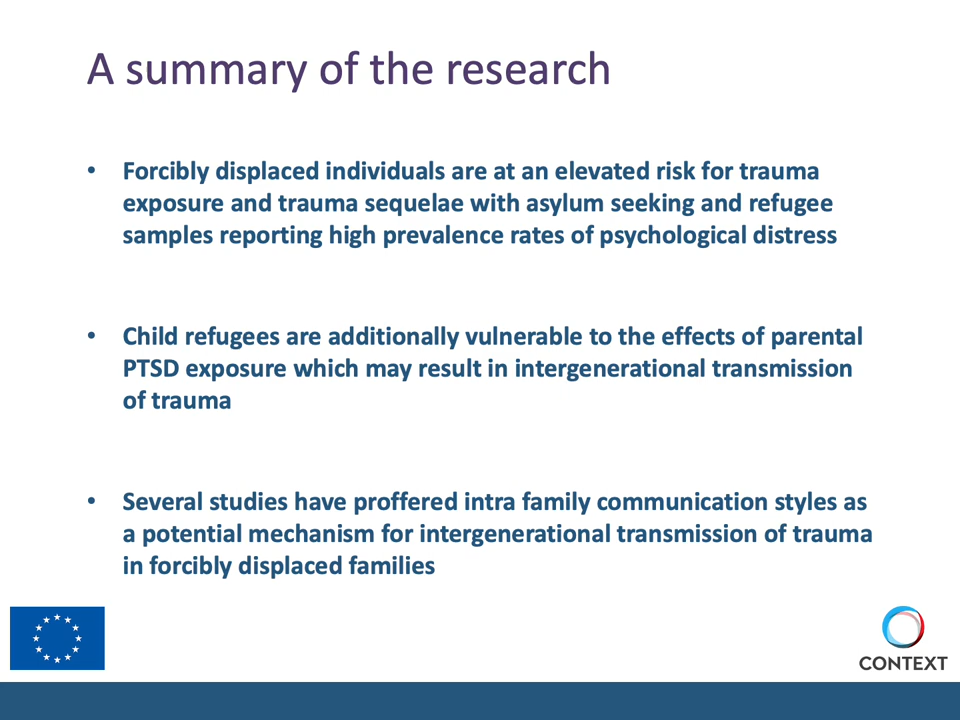 A summary of the research
• Forcibly displaced individuals are at an elevated risk for trauma
exposure and trauma sequelae with asylum seeking and refugee
samples reporting high prevalence rates of psychological distress
• Child refugees are additionally vulnerable to the effects of parental
PTSD exposure which may result in intergenerational transmission
of trauma
• Several studies have proffered intra family communication styles as
a potential mechanism for intergenerational transmission of trauma
in forcibly displaced families
CONTEXT